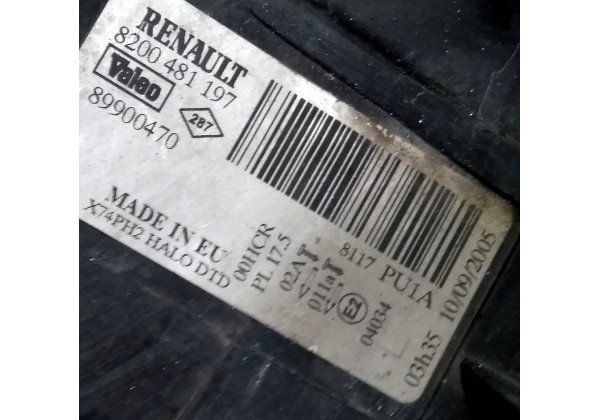 RENAULT
8200 481 197
Valeo
287
89900470
8117 PU1A
MADE IN EU
X74PH2 HALO DTD
00HCR
PL 17.5
02A
011a
E2
04034
03h35 10/09/2005